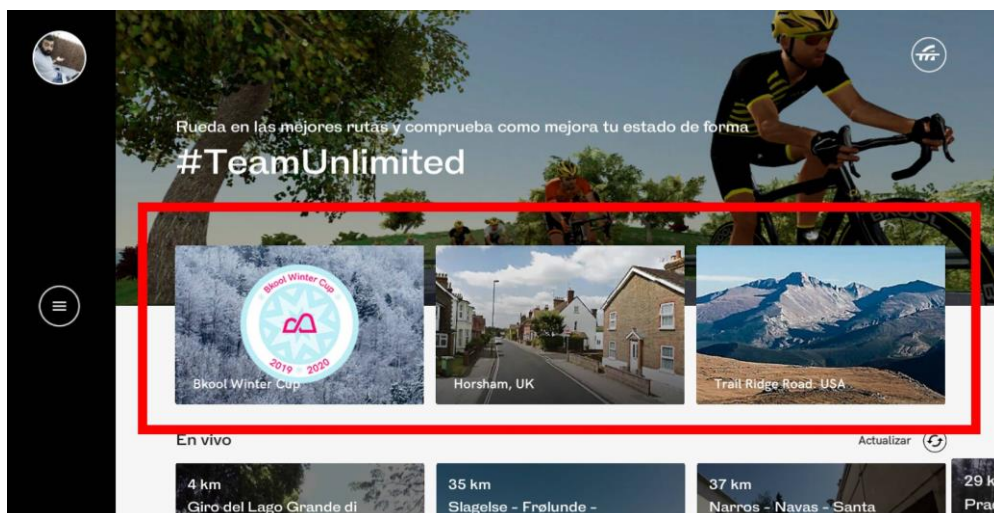 Rueda en las mejores rutas y comprueba como mejora tu estado de forma
#TeamUnlimited
BKOOL
Bkool Winter Cup
2019 2020
Bkool Winter Cup
Horsham, UK
Trail Ridge Road. USA
En vivo
Actualizar
4 km
Giro del Lago Grande di
35 km
Slagelse - Frølunde -
37 km
Narros - Navas - Santa
29 k
Prac